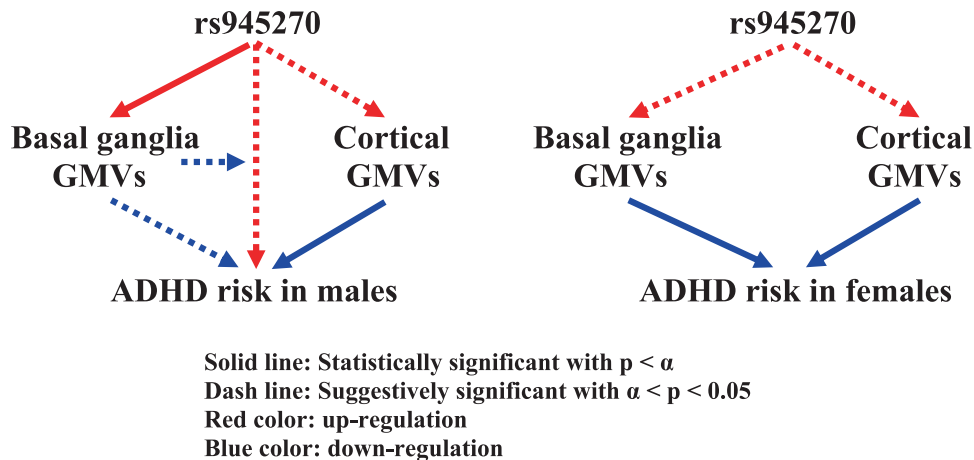 rs945270
Basal ganglia
GMVs
Cortical
GMVs
ADHD risk in males
rs945270
Basal ganglia
GMVs
Cortical
GMVs
ADHD risk in females
Solid line: Statistically significant with p < α
Dash line: Suggestively significant with α < p < 0.05
Red color: up-regulation
Blue color: down-regulation